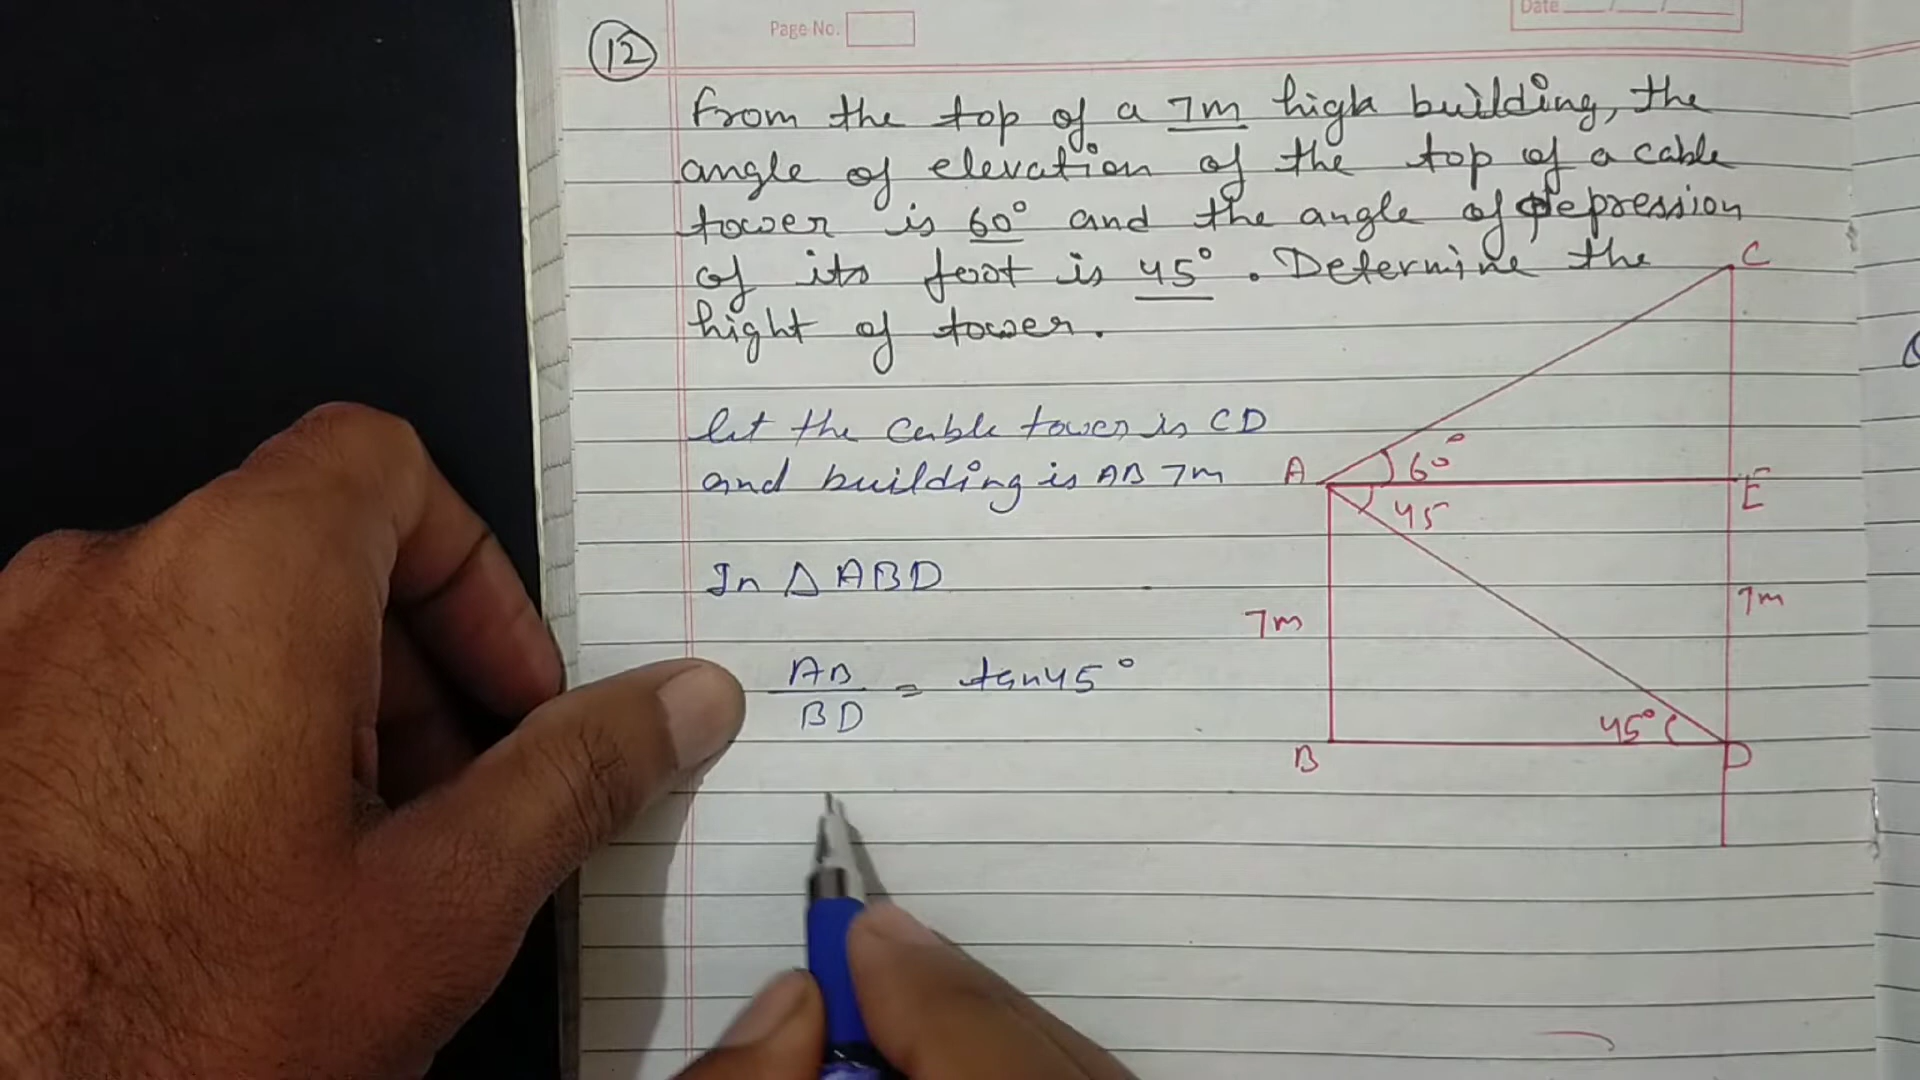 Page No.
Date
12
From the top of a 7m high building, the
angle of elevation of the top of a cable
tower is 60° and the angle of depression
of its foot is 45°. Determine the
hight of tower.
let the cable tower is CD
and building is AB 7m
In △ ABD
AB
BD
= tan45°
C
A
60°
E
45
7m
7m
45°
B
D